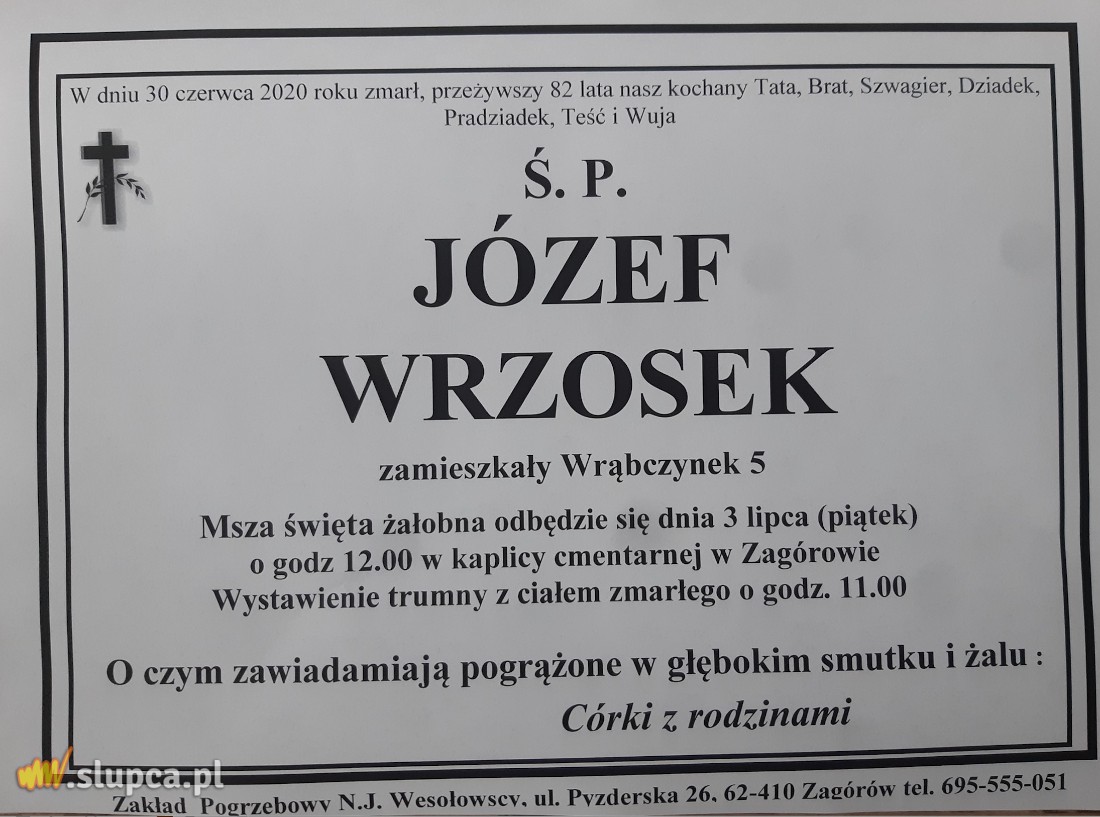 W dniu 30 czerwca 2020 roku zmarł, przeżywszy 82 lata nasz kochany Tata, Brat, Szwagier, Dziadek,
Pradziadek, Teść i Wuja
Ś. P.
JÓZEF
WRZOSEK
zamieszkały Wrąbczynek 5
Msza święta żałobna odbędzie się dnia 3 lipca (piątek)
o godz 12.00 w kaplicy cmentarnej w Zagórowie
Wystawienie trumny z ciałem zmarłego o godz. 11.00
O czym zawiadamiają pogrążone w głębokim smutku i żalu :
Córki z rodzinami
www.slupca.pl
Zakład Pogrzebowy N.J. Wesołowscy, ul. Pyzderska 26, 62-410 Zagórów tel. 695-555-051